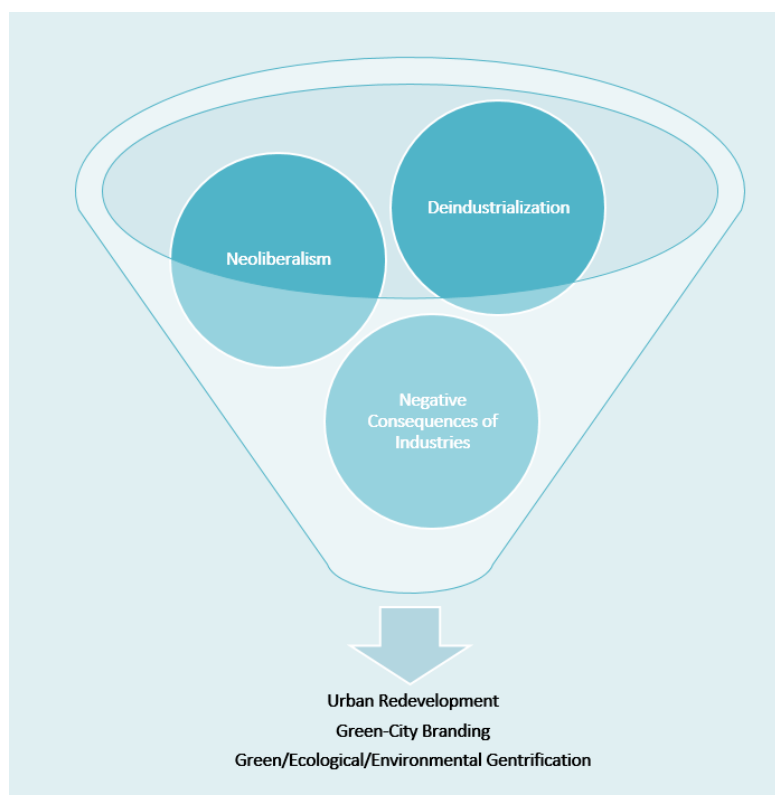 Deindustrialization
Neoliberalism
Negative
Consequences of
Industries
Urban Redevelopment
Green-City Branding
Green/Ecological/Environmental Gentrification